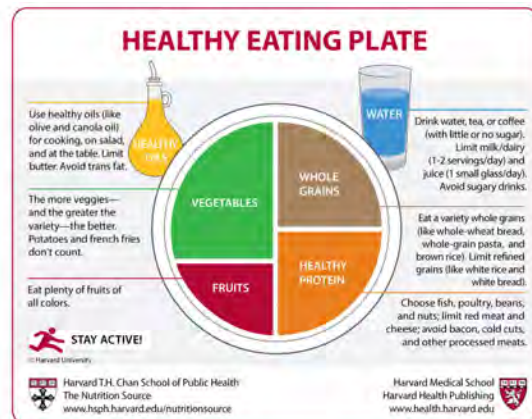 HEALTHY EATING PLATE
Use healthy oils (like
olive and canola oil)
for cooking, on salad,
and at the table. Limit
butter. Avoid trans fat.
HEALTHY
OILS
The more veggies—
and the greater the
variety—the better.
Potatoes and french fries
don't count.
Eat plenty of fruits of
all colors.
VEGETABLES
FRUITS
WHOLE
GRAINS
HEALTHY
PROTEIN
WATER
Drink water, tea, or coffee
(with little or no sugar).
Limit milk/dairy
(1-2 servings/day) and
juice (1 small glass/day).
Avoid sugary drinks.
Eat a variety whole grains
(like whole-wheat bread,
whole-grain pasta, and
brown rice). Limit refined
grains (like white rice and
white bread).
Choose fish, poultry, beans,
and nuts; limit red meat and
cheese; avoid bacon, cold cuts,
and other processed meats.
STAY ACTIVE!
© Harvard University
Harvard T.H. Chan School of Public Health
The Nutrition Source
www.hsph.harvard.edu/nutritionsource
Harvard Medical School
Harvard Health Publishing
www.health.harvard.edu